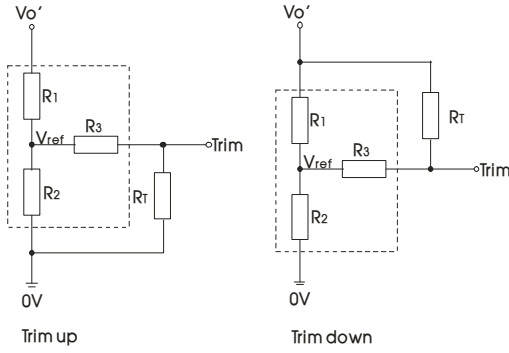 Vo'
R1
Vref
R3
Trim
R2
RT
0V
Trim up
Vo'
R1
RT
Vref
R3
Trim
R2
0V
Trim down